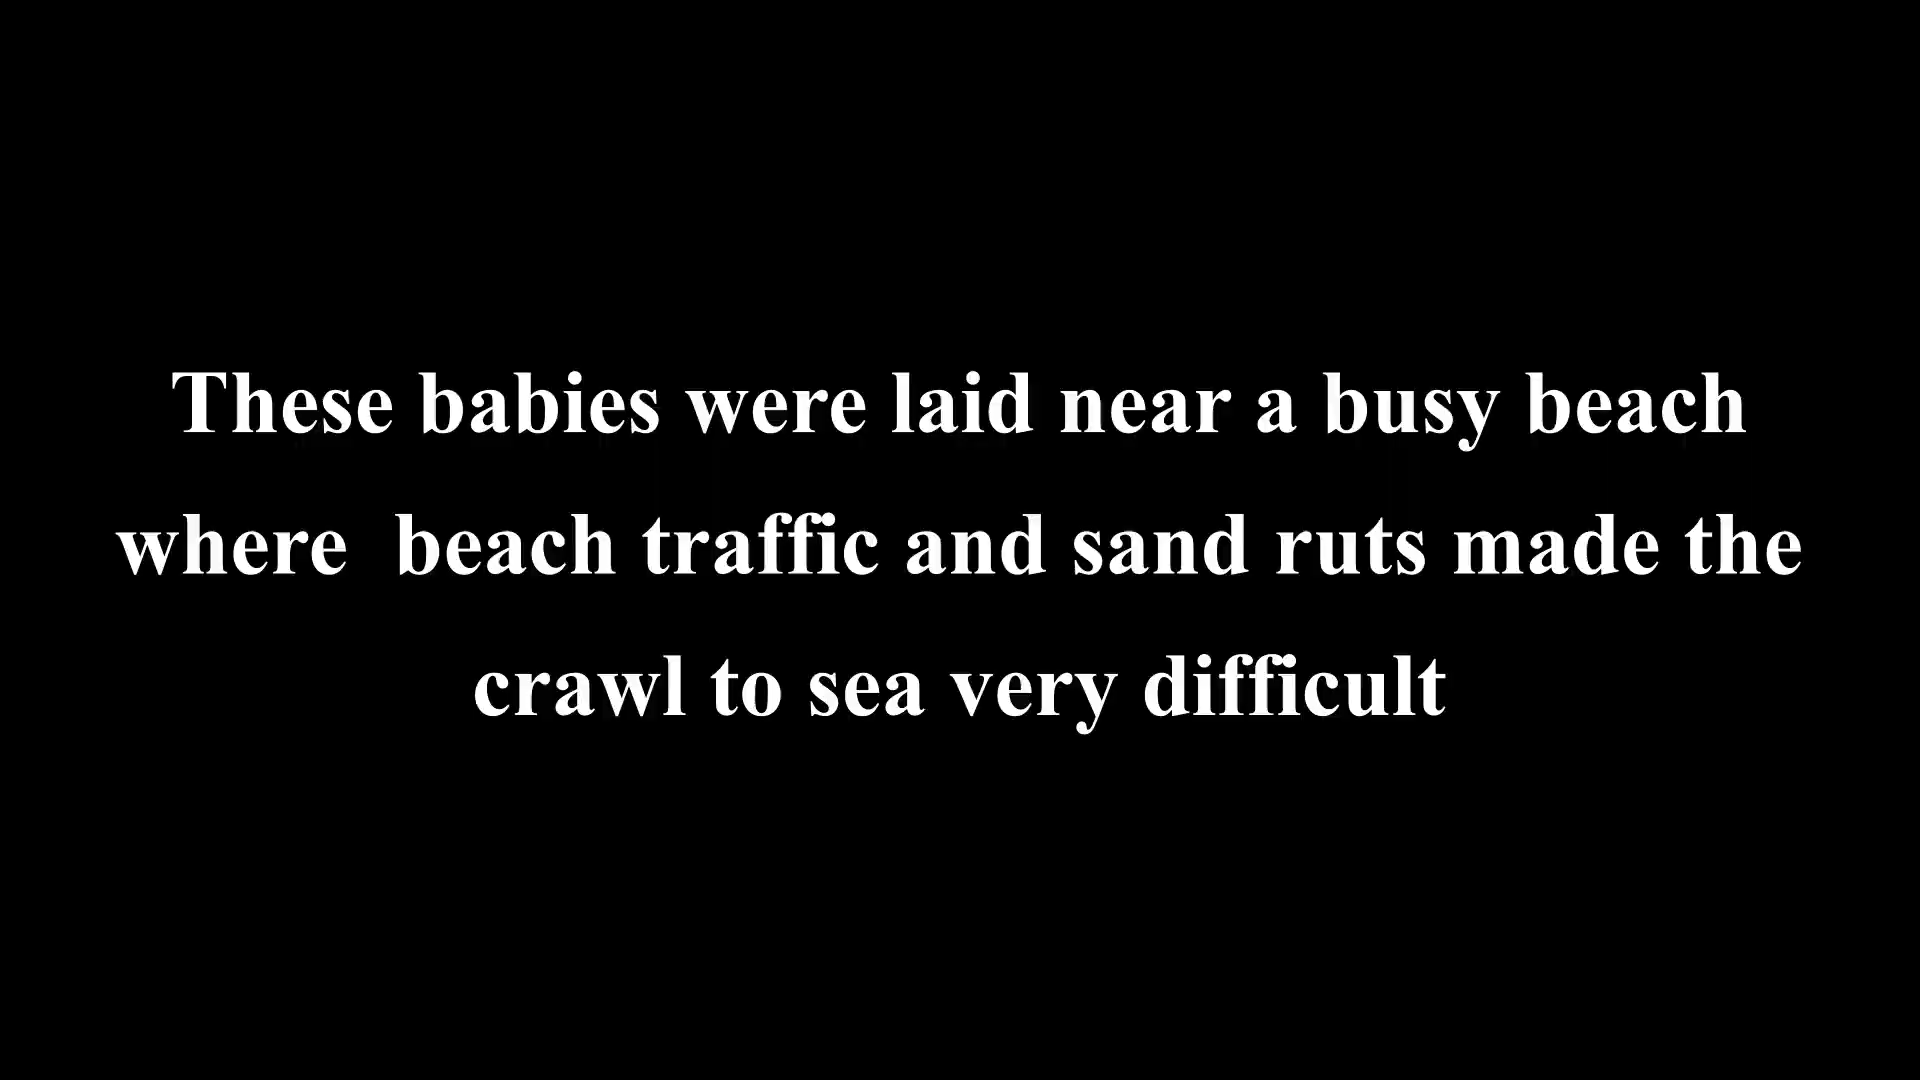 These babies were laid near a busy beach
where  beach traffic and sand ruts made the
crawl to sea very difficult